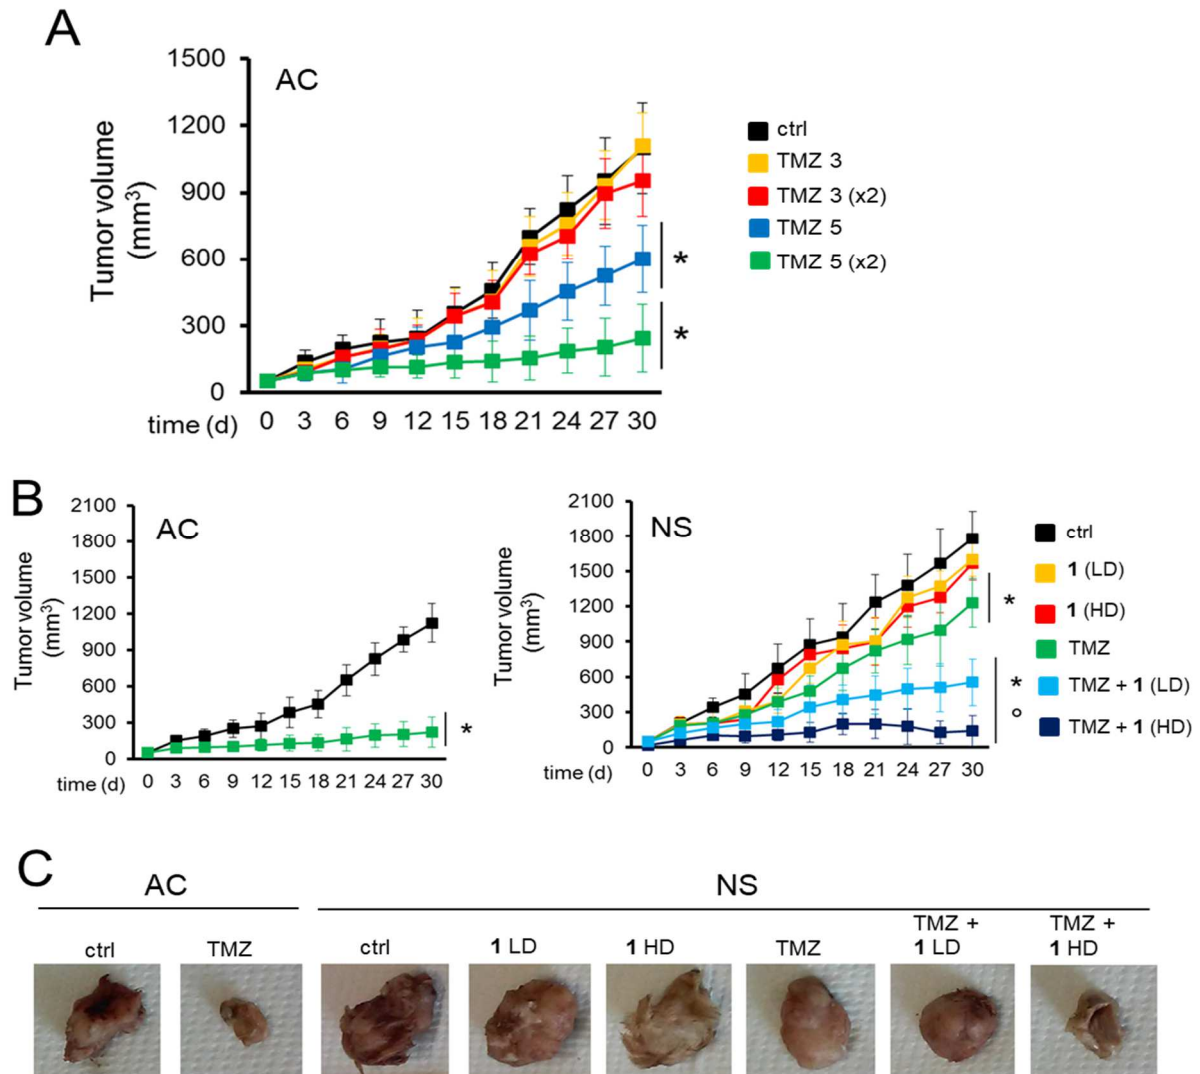 A
AC
Tumor volume
(mm³)
1500
1200
900
600
300
0
time (d) 0 3 6 9 12 15 18 21 24 27 30
*
*
ctrl
TMZ 3
TMZ 3 (x2)
TMZ 5
TMZ 5 (x2)
B
AC
Tumor volume
(mm³)
2100
1800
1500
1200
900
600
300
0
time (d) 0 3 6 9 12 15 18 21 24 27 30
*
NS
Tumor volume
(mm³)
2100
1800
1500
1200
900
600
300
0
time (d) 0 3 6 9 12 15 18 21 24 27 30
*
*
°
ctrl
1 (LD)
1 (HD)
TMZ
TMZ + 1 (LD)
TMZ + 1 (HD)
C
AC
NS
ctrl
TMZ
ctrl
1 LD
1 HD
TMZ
TMZ +
1 LD
TMZ +
1 HD